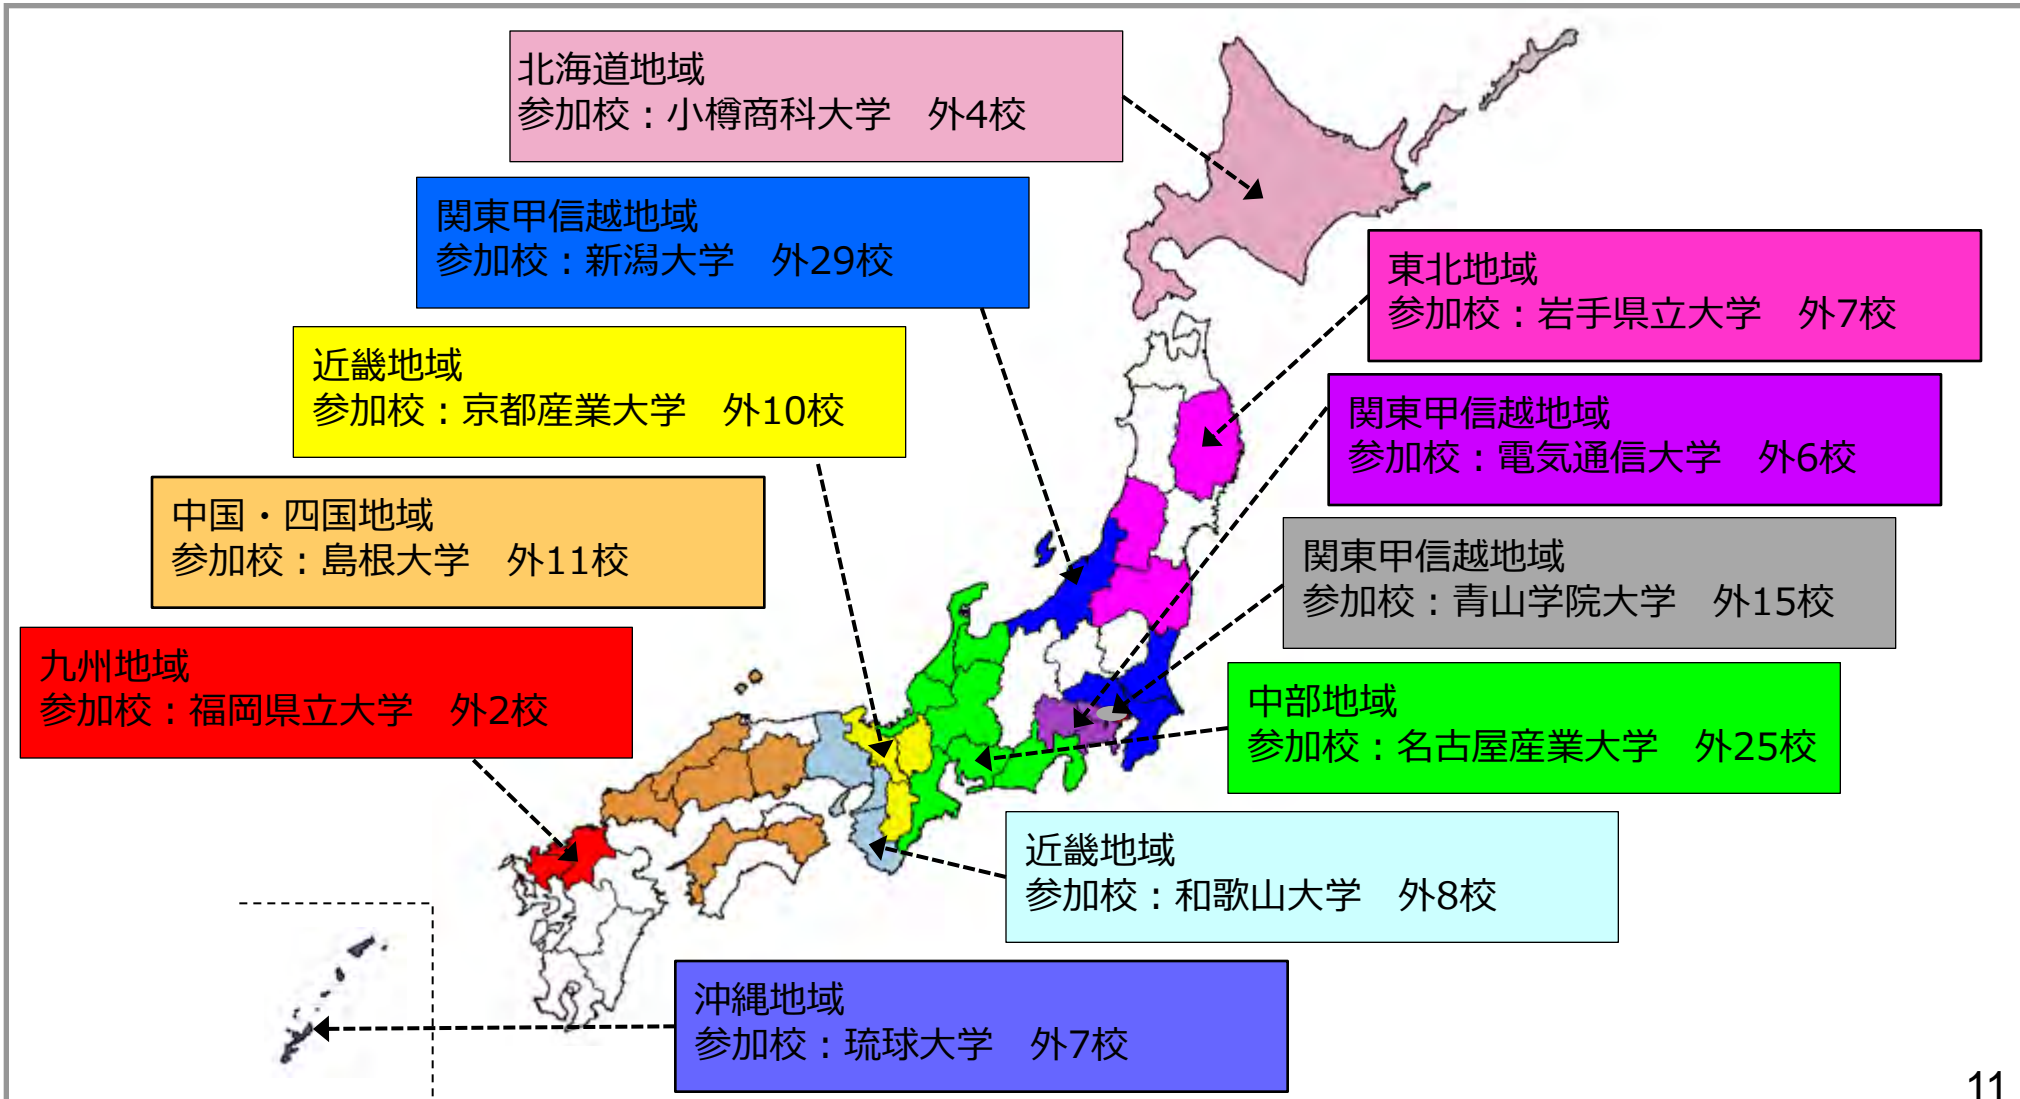 北海道地域
参加校：小樽商科大学　外4校
関東甲信越地域
参加校：新潟大学　外29校
東北地域
参加校：岩手県立大学　外7校
近畿地域
参加校：京都産業大学　外10校
関東甲信越地域
参加校：電気通信大学　外6校
中国・四国地域
参加校：島根大学　外11校
関東甲信越地域
参加校：青山学院大学　外15校
九州地域
参加校：福岡県立大学　外2校
中部地域
参加校：名古屋産業大学　外25校
近畿地域
参加校：和歌山大学　外8校
沖縄地域
参加校：琉球大学　外7校
11